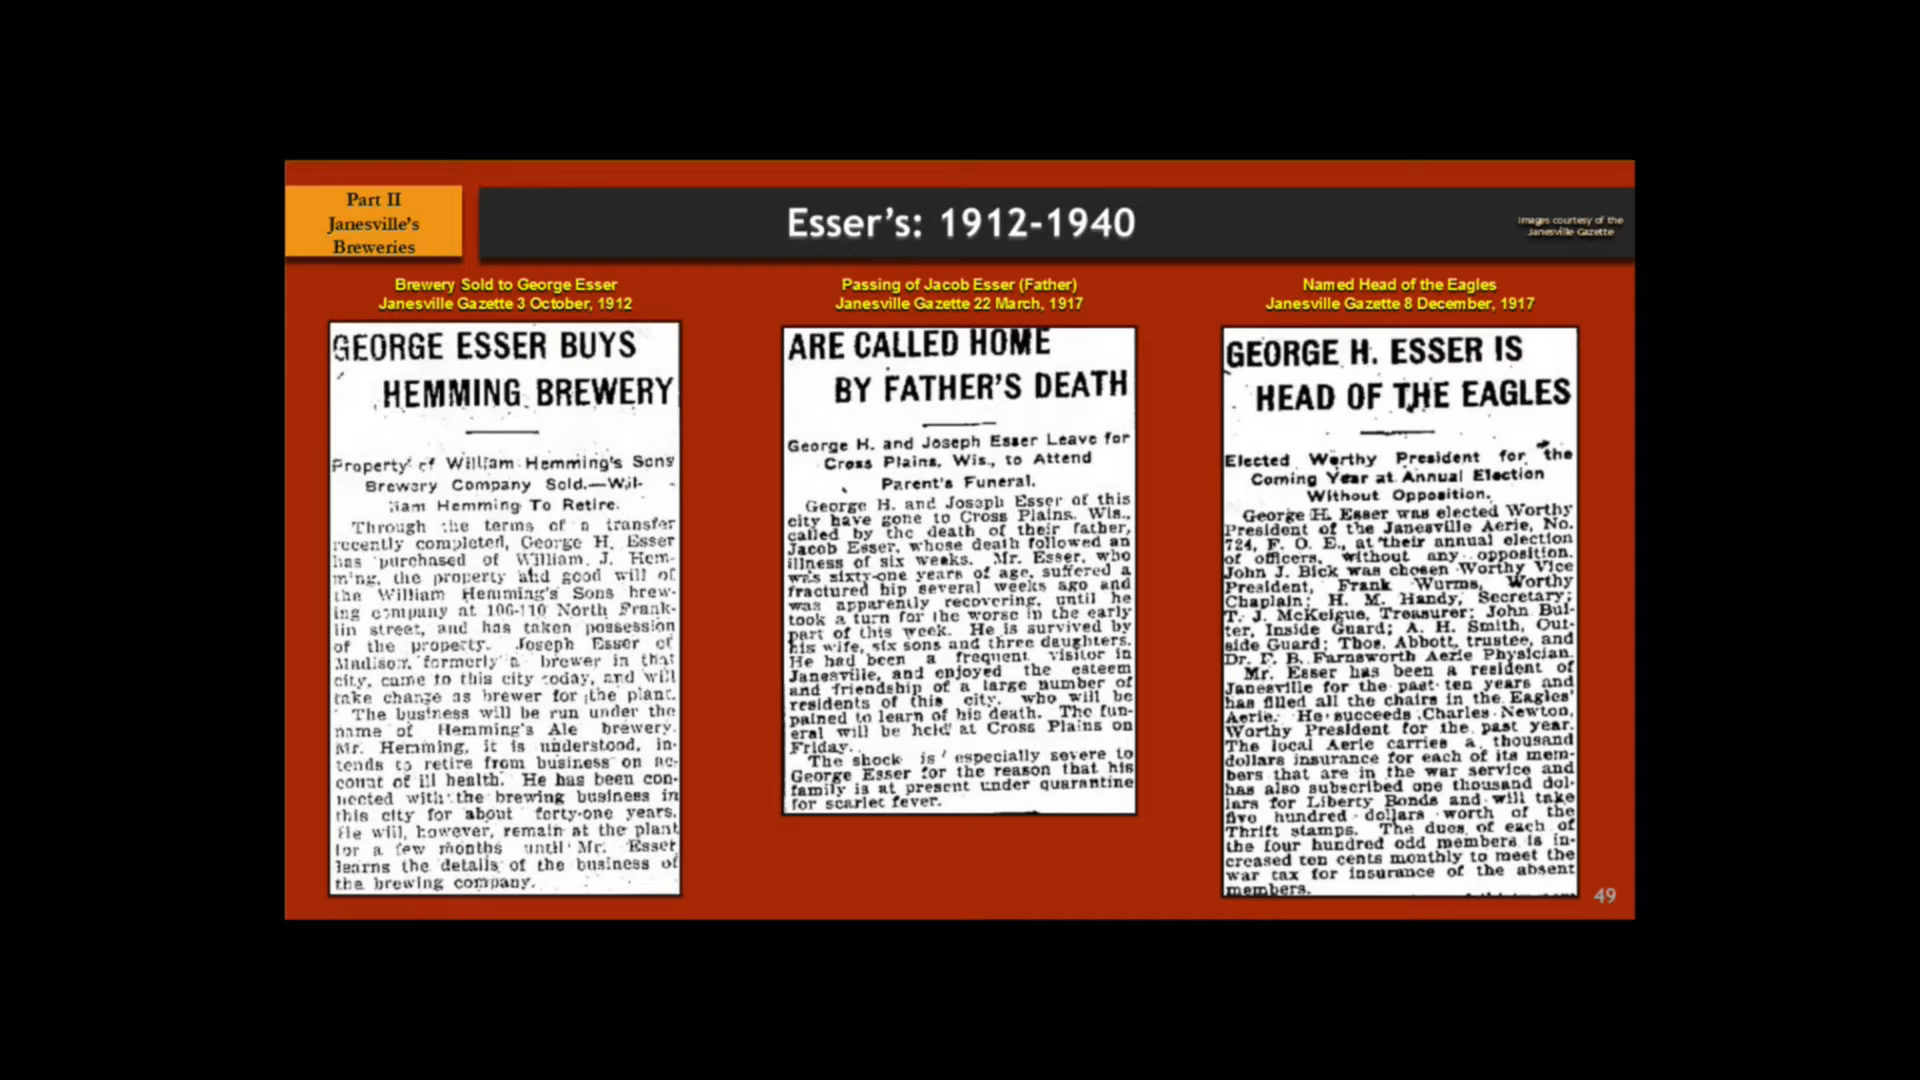 Part II
Janesville's
Breweries
Esser's: 1912-1940
Images courtesy of the
Janesville Gazette
Brewery Sold to George Esser
Janesville Gazette 3 October, 1912
GEORGE ESSER BUYS
HEMMING BREWERY
Property of William Hemming's Sons
Brewery Company Sold.—Wil-
liam Hemming To Retire.
Through the terms of a transfer
recently completed, George H. Esser
has purchased of William J. Hem-
ming, the property and good will of
the William Hemming's Sons brew-
ing company at 106-110 North Frank-
lin street, and has taken possession
of the property. Joseph Esser of
Madison, formerly a brewer in that
city, came to this city today, and will
take change as brewer for the plant.
The business will be run under the
name of Hemming's Ale brewery.
Mr. Hemming, it is understood, in-
tends to retire from business on ac-
count of ill health. He has been con-
nected with the brewing business in
this city for about forty-one years.
He will, however, remain at the plant
for a few months until Mr. Esser
learns the details of the business of
the brewing company.
Passing of Jacob Esser (Father)
Janesville Gazette 22 March, 1917
ARE CALLED HOME
BY FATHER'S DEATH
George H. and Joseph Esser Leave for
Cross Plains, Wis., to Attend
Parent's Funeral.
George H. and Joseph Esser of this
city have gone to Cross Plains, Wis.,
called by the death of their father,
Jacob Esser, whose death followed an
illness of six weeks. Mr. Esser, who
was sixty-one years of age, suffered a
fractured hip several weeks ago and
was apparently recovering, until he
took a turn for the worse in the early
part of this week. He is survived by
his wife, six sons and three daughters.
He had been a frequent visitor in
Janesville, and enjoyed the esteem
and friendship of a large number of
residents of this city, who will be
pained to learn of his death. The fun-
eral will be held at Cross Plains on
Friday.
The shock is especially severe to
George Esser for the reason that his
family is at present under quarantine
for scarlet fever.
Named Head of the Eagles
Janesville Gazette 8 December, 1917
GEORGE H. ESSER IS
HEAD OF THE EAGLES
Elected Worthy President for the
Coming Year at Annual Election
Without Opposition.
George H. Esser was elected Worthy
President of the Janesville Aerie, No.
724, F. O. E., at their annual election
of officers, without any opposition.
John J. Bick was chosen Worthy Vice
President, Frank Wurms, Worthy
Chaplain; H. M. Handy, Secretary;
T. J. McKeigue, Treasurer; John Bul-
ter, Inside Guard; A. H. Smith, Out-
side Guard; Thos. Abbott, trustee, and
Dr. F. B. Farnsworth Aerie Physician.
Mr. Esser has been a resident of
Janesville for the past ten years and
has filled all the chairs in the Eagles'
Aerie. He succeeds Charles Newton,
Worthy President for the past year.
The local Aerie carries a thousand
dollars insurance for each of its mem-
bers that are in the war service and
has also subscribed one thousand dol-
lars for Liberty Bonds and will take
five hundred dollars worth of the
Thrift stamps. The dues of each of
the four hundred odd members is in-
creased ten cents monthly to meet the
war tax for insurance of the absent
members.
49